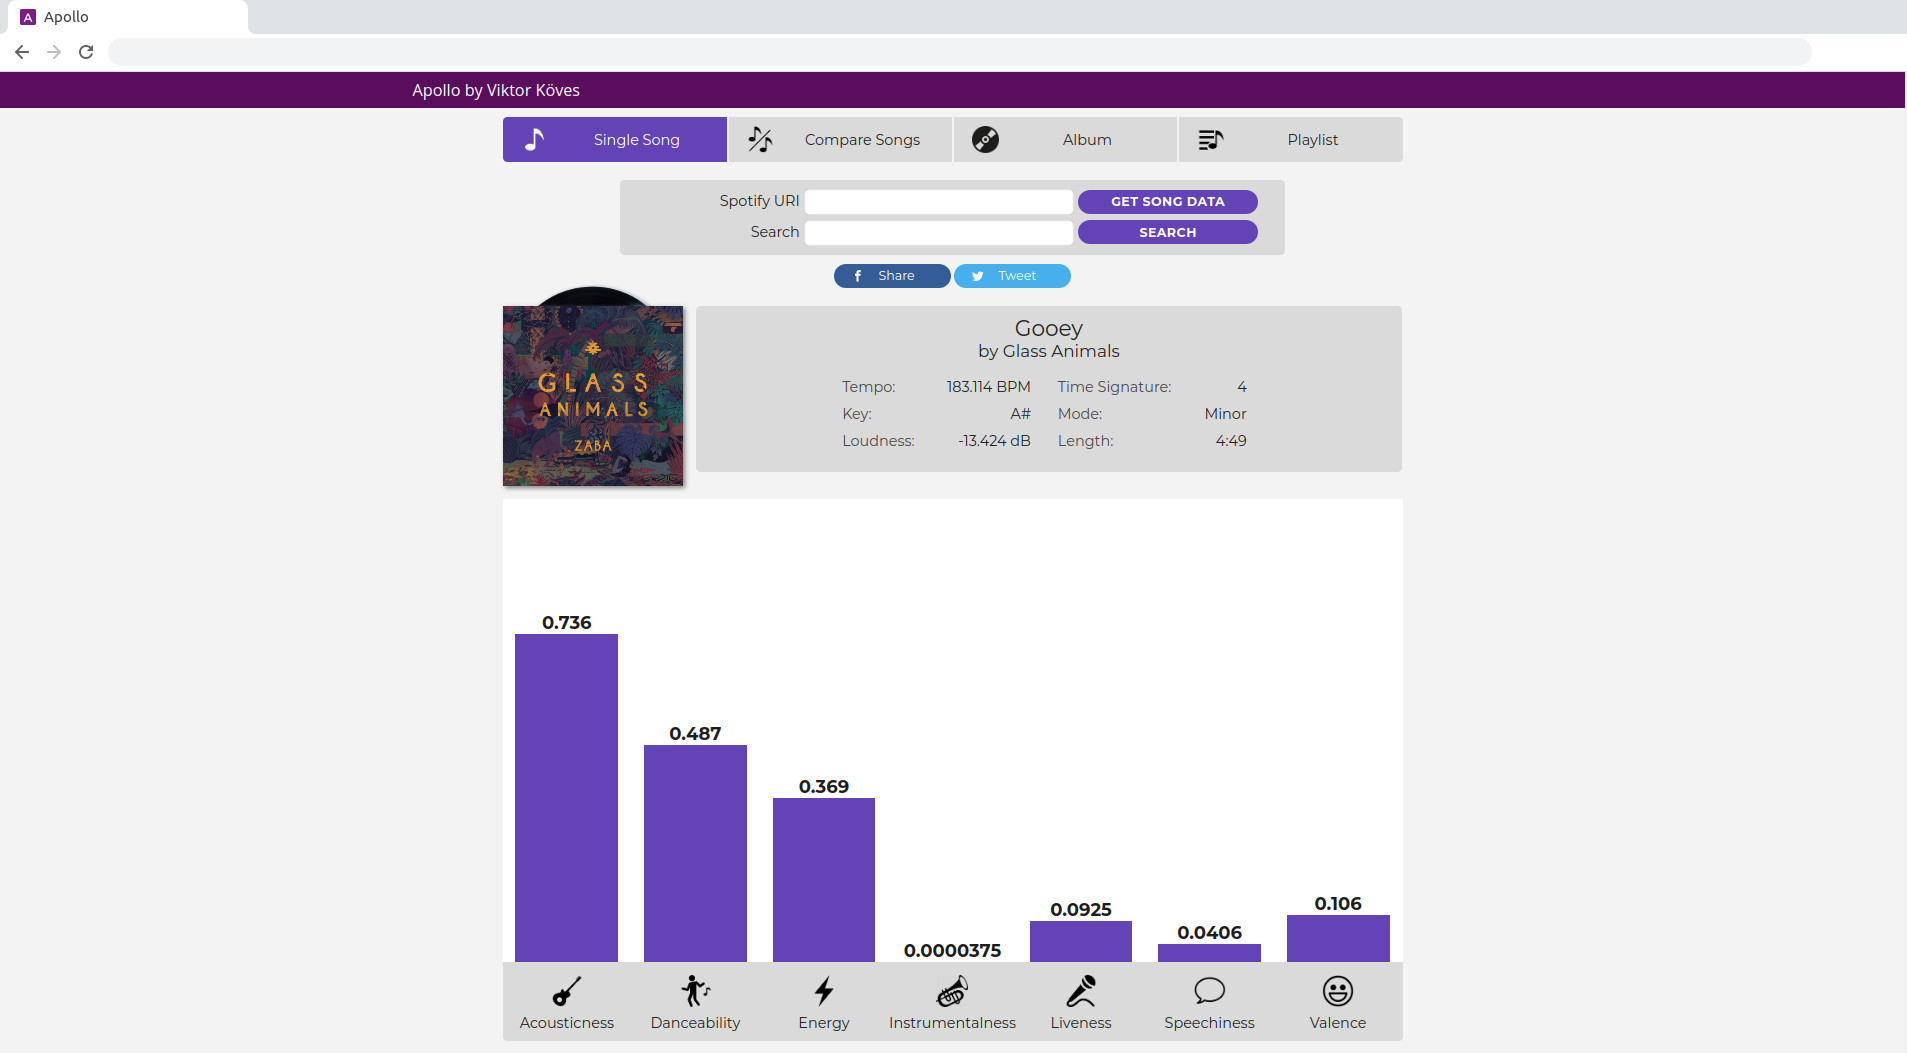 Apollo
Apollo by Viktor Köves
Single Song
Compare Songs
Album
Playlist
Spotify URI
GET SONG DATA
Search
SEARCH
Share
Tweet
GLASS
ANIMALS
ZABA
Gooey
by Glass Animals
Tempo: 183.114 BPM Time Signature: 4
Key: A# Mode: Minor
Loudness: -13.424 dB Length: 4:49
0.736
0.487
0.369
0.0000375
0.0925
0.0406
0.106
Acousticness
Danceability
Energy
Instrumentalness
Liveness
Speechiness
Valence